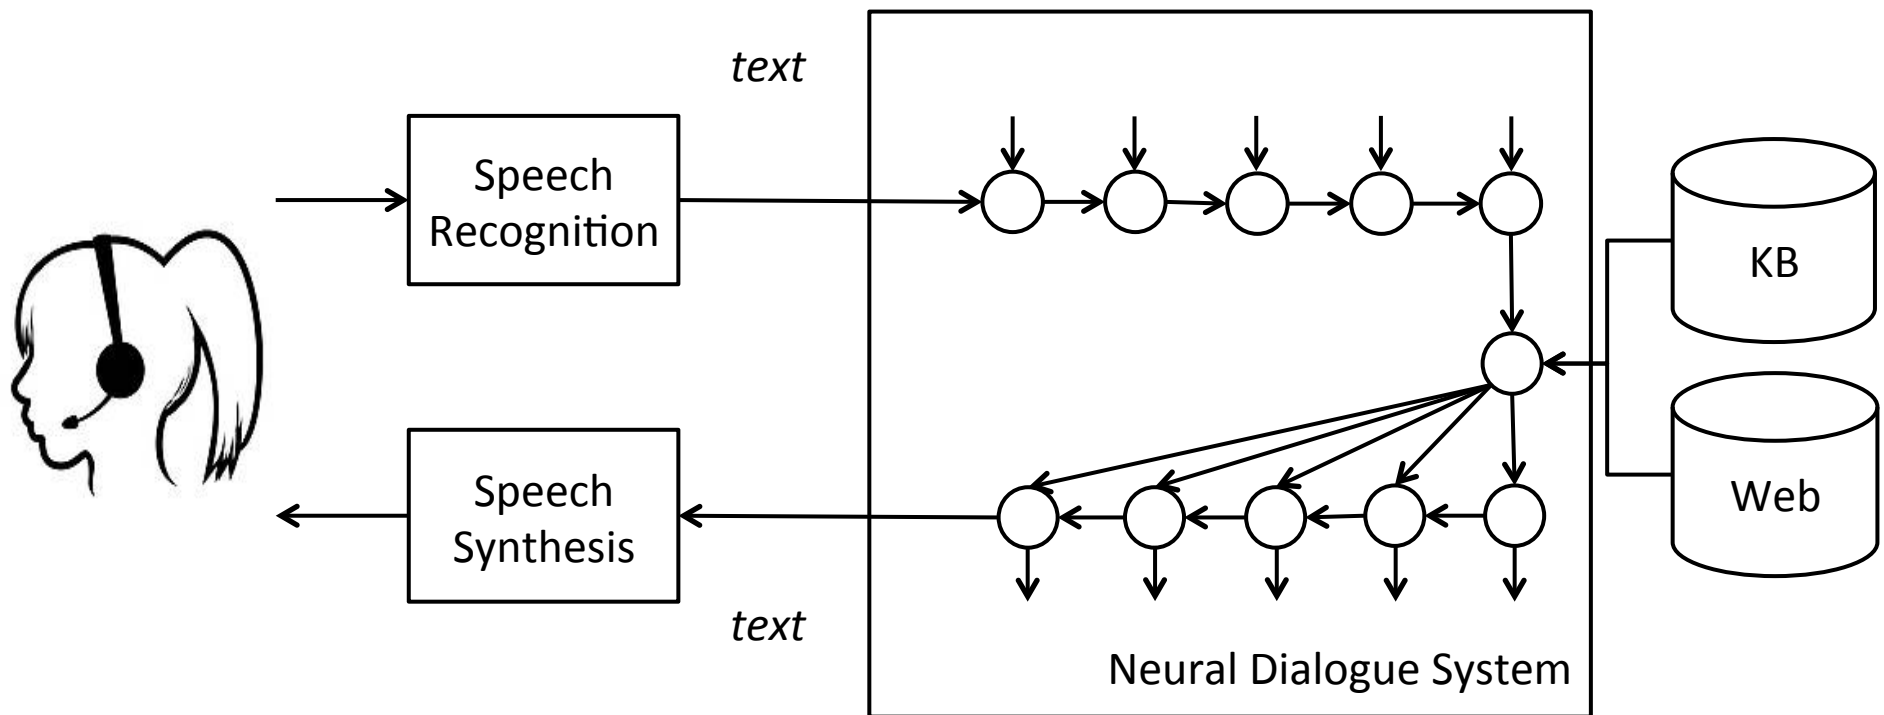 text
Speech
Recognition
KB
Speech
Synthesis
Web
text
Neural Dialogue System